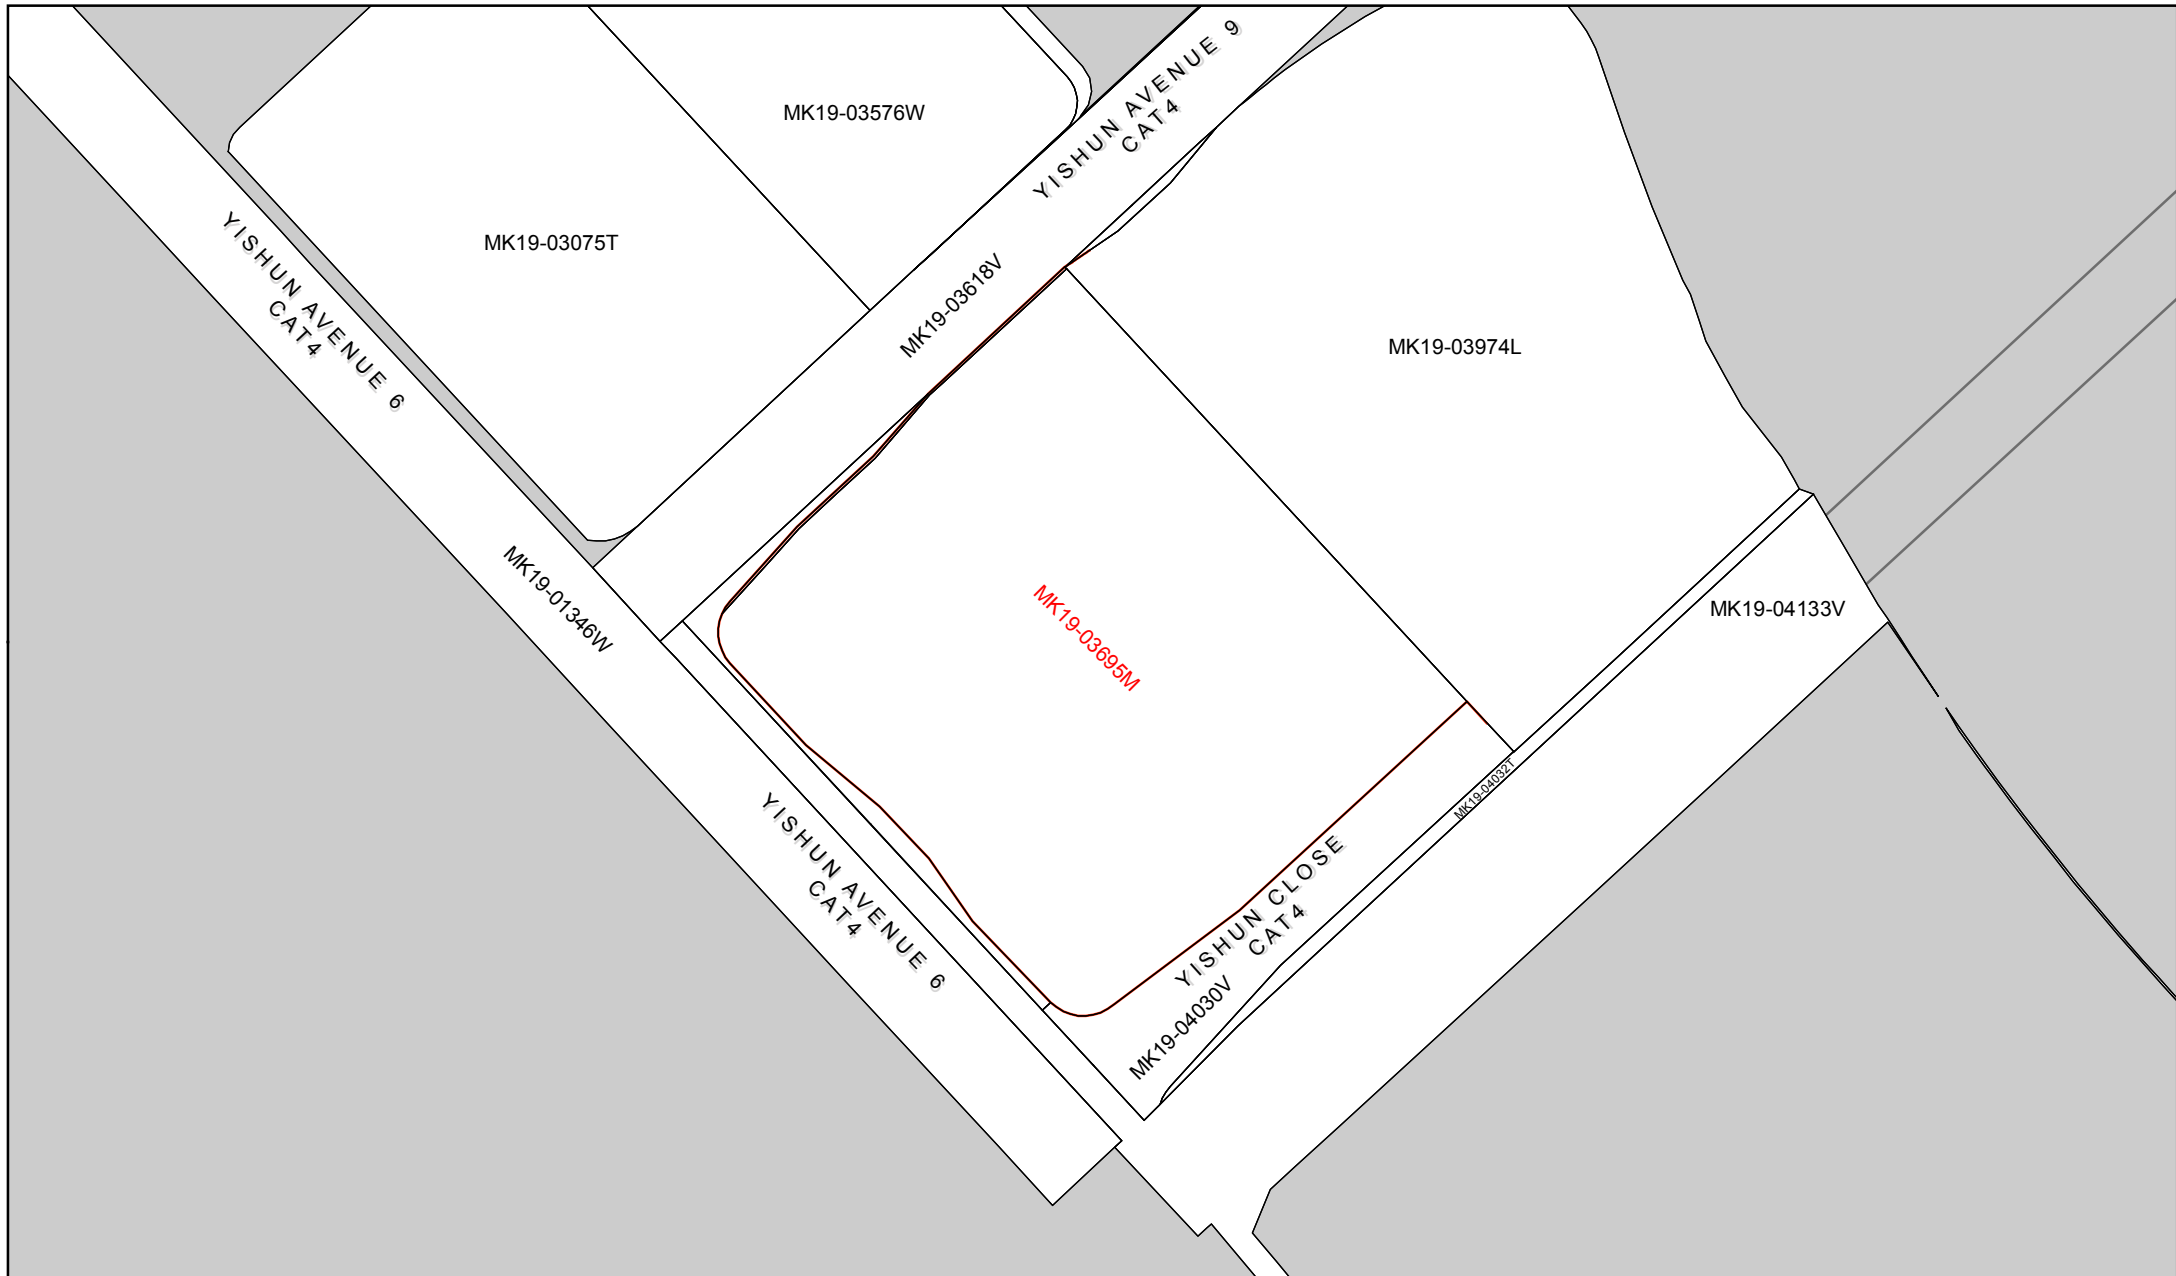 MK19-03576W
YISHUN AVENUE 9
CAT4
MK19-03075T
YISHUN AVENUE 6
CAT4
MK19-03618V
MK19-03974L
MK19-01346W
MK19-03695M
MK19-04133V
MK19-04032T
YISHUN AVENUE 6
CAT4
YISHUN CLOSE
CAT4
MK19-04030V